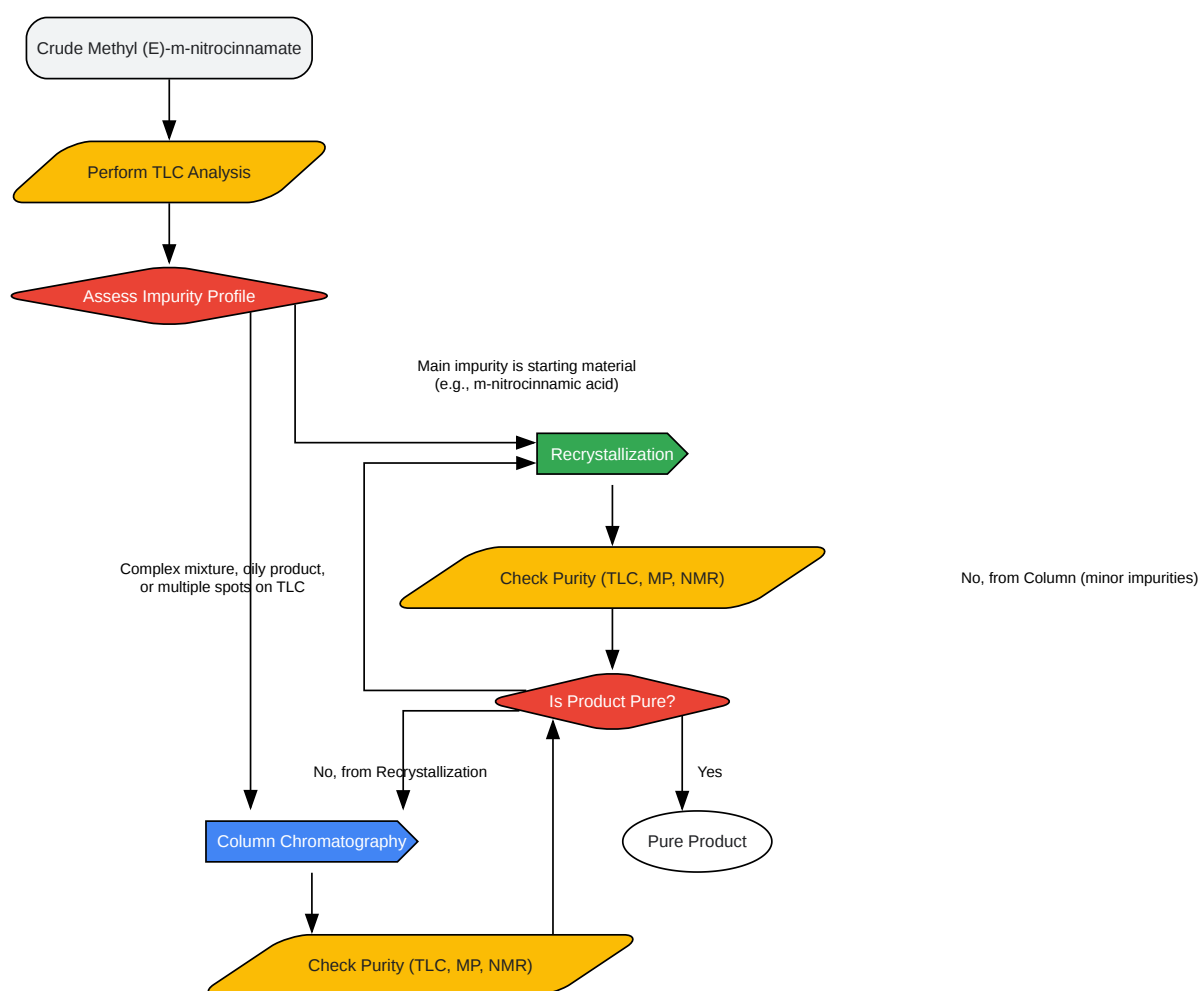 Crude Methyl (E)-m-nitrocinnamate
Perform TLC Analysis
Assess Impurity Profile
Main impurity is starting material
(e.g., m-nitrocinnamic acid)
Recrystallization
Complex mixture, oily product,
or multiple spots on TLC
Check Purity (TLC, MP, NMR)
No, from Column (minor impurities)
Is Product Pure?
No, from Recrystallization
Yes
Column Chromatography
Pure Product
Check Purity (TLC, MP, NMR)